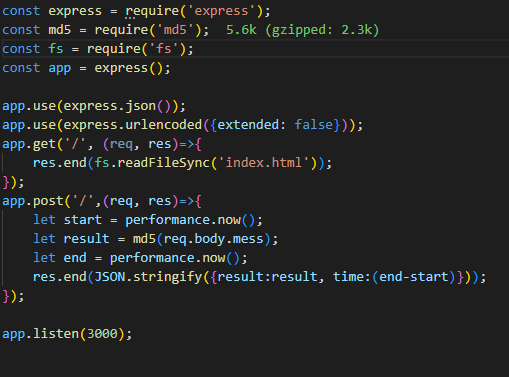 const express = require('express');
const md5 = require('md5');  5.6k (gzipped: 2.3k)
const fs = require('fs');
const app = express();

app.use(express.json());
app.use(express.urlencoded({extended: false}));
app.get('/', (req, res)=>{
    res.end(fs.readFileSync('index.html'));
});
app.post('/',(req, res)=>{
    let start = performance.now();
    let result = md5(req.body.mess);
    let end = performance.now();
    res.end(JSON.stringify({result:result, time:(end-start)}));
});

app.listen(3000);